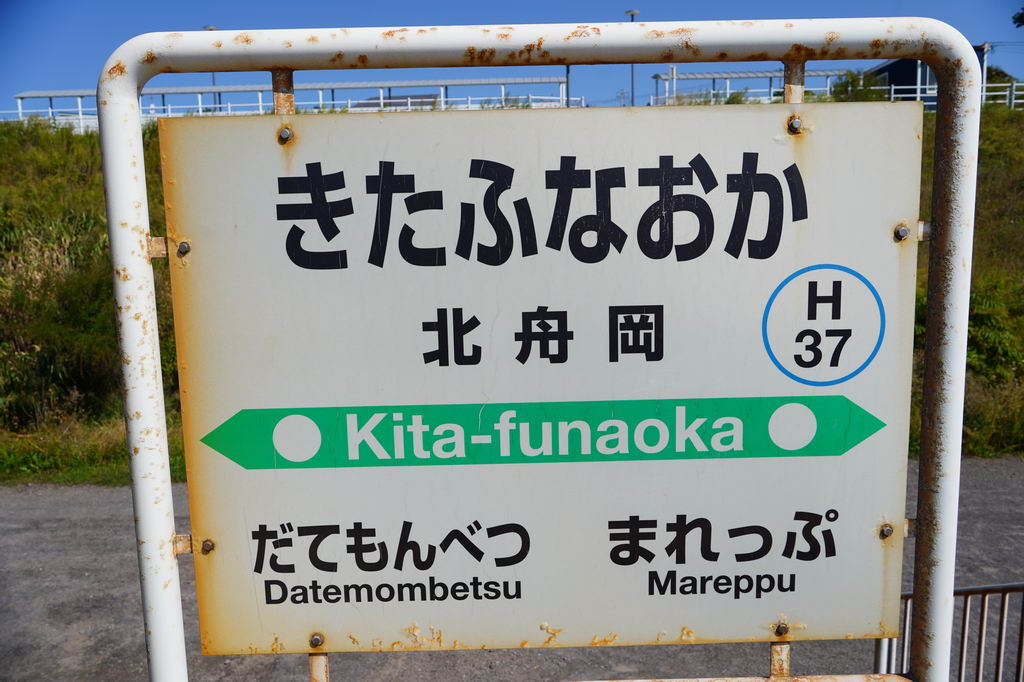 きたふなおか
北舟岡
H
37
Kita-funaoka
だてもんべつ
Datemombetsu
まれっぷ
Mareppu